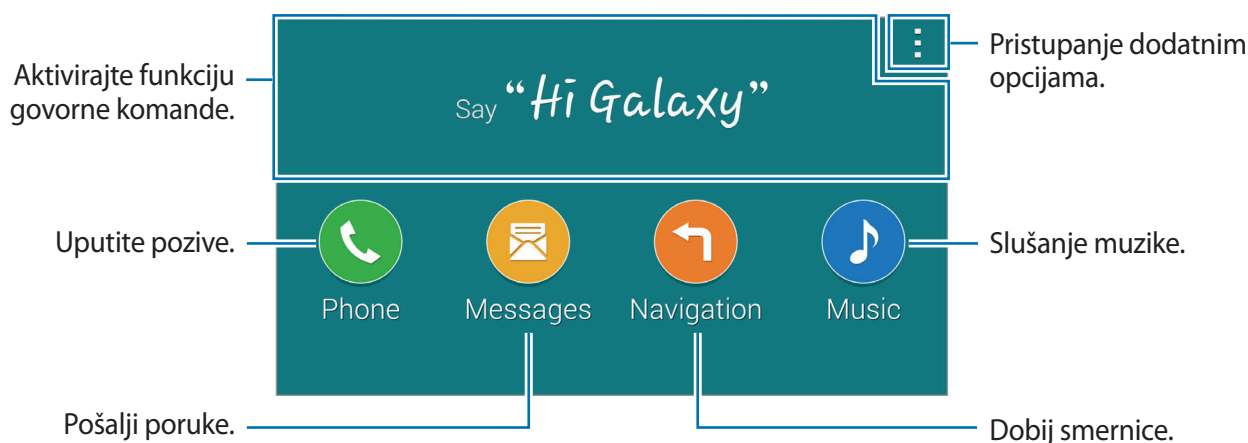 Aktivirajte funkciju
govorne komande.
Say “Hi Galaxy”
Pristupanje dodatnim
opcijama.
Uputite pozive.
Slušanje muzike.
Phone
Messages
Navigation
Music
Pošalji poruke.
Dobij smernice.